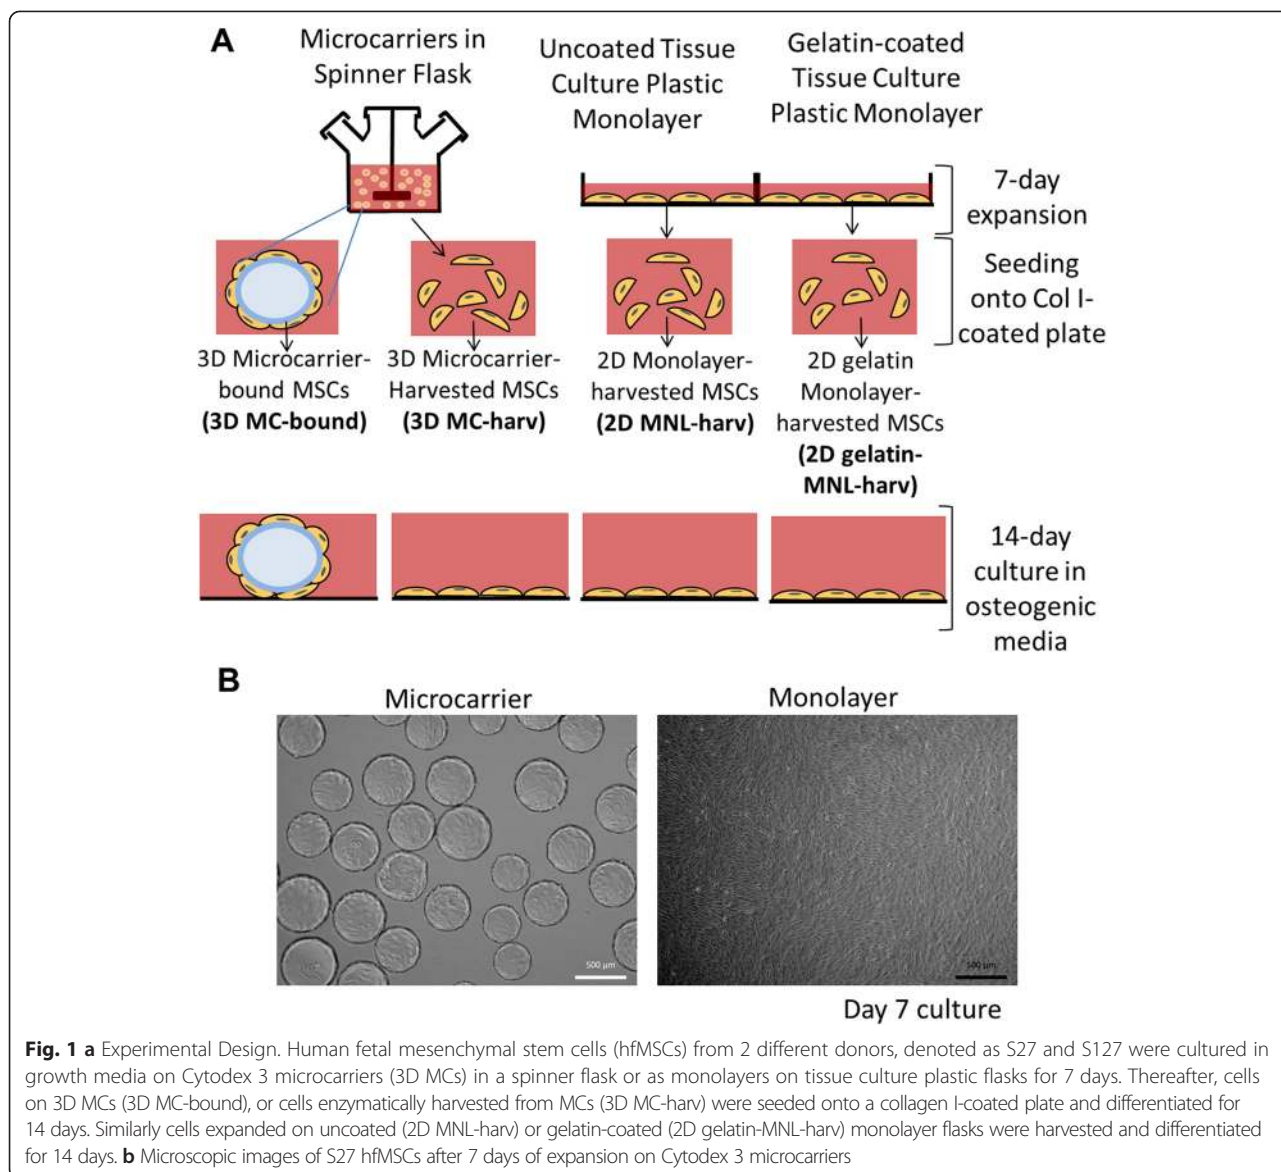 A
Microcarriers in
Spinner Flask
Uncoated Tissue
Culture Plastic
Monolayer
Gelatin-coated
Tissue Culture
Plastic Monolayer
7-day
expansion
Seeding
onto Col I-
coated plate
3D Microcarrier-
bound MSCs
(3D MC-bound)
3D Microcarrier-
Harvested MSCs
(3D MC-harv)
2D Monolayer-
harvested MSCs
(2D MNL-harv)
2D gelatin
Monolayer-
harvested MSCs
(2D gelatin-
MNL-harv)
14-day
culture in
osteogenic
media
B
Microcarrier
Monolayer
500 µm
500 µm
Day 7 culture
Fig. 1 a Experimental Design. Human fetal mesenchymal stem cells (hfMSCs) from 2 different donors, denoted as S27 and S127 were cultured in
growth media on Cytodex 3 microcarriers (3D MCs) in a spinner flask or as monolayers on tissue culture plastic flasks for 7 days. Thereafter, cells
on 3D MCs (3D MC-bound), or cells enzymatically harvested from MCs (3D MC-harv) were seeded onto a collagen I-coated plate and differentiated for
14 days. Similarly cells expanded on uncoated (2D MNL-harv) or gelatin-coated (2D gelatin-MNL-harv) monolayer flasks were harvested and differentiated
for 14 days. b Microscopic images of S27 hfMSCs after 7 days of expansion on Cytodex 3 microcarriers